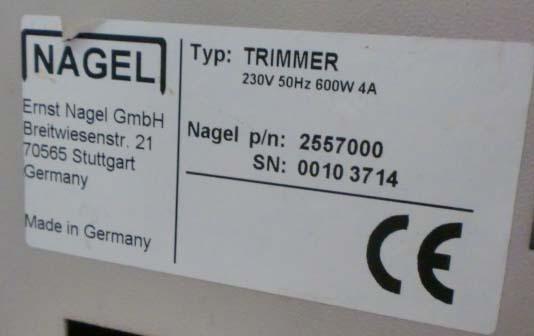 NAGEL
Ernst Nagel GmbH
Breitwiesenstr. 21
70565 Stuttgart
Germany
Made in Germany
Typ: TRIMMER
230V 50Hz 600W 4A
Nagel p/n: 2557000
SN: 0010 3714
CE